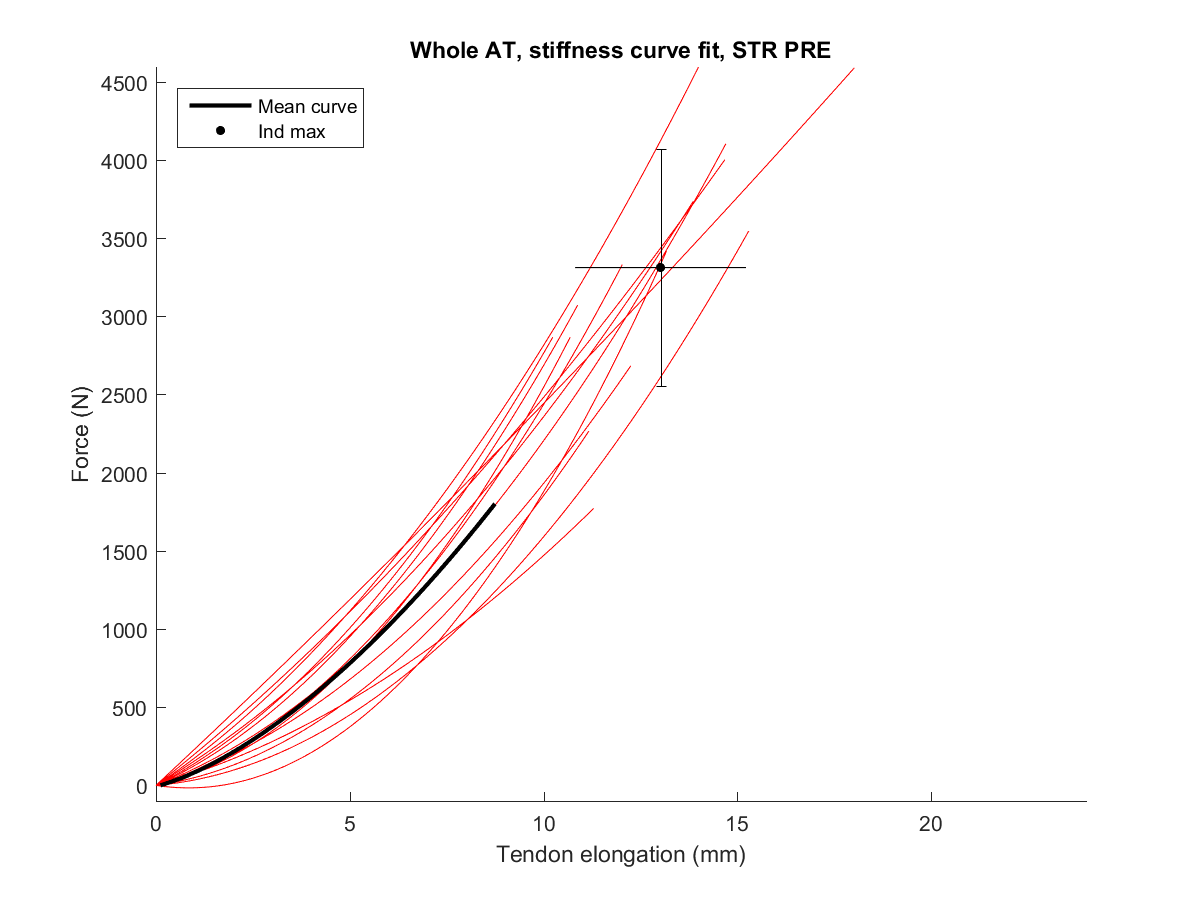 Whole AT, stiffness curve fit, STR PRE
Mean curve
Ind max
4500
4000
3500
3000
2500
2000
1500
1000
500
0
Force (N)
0 5 10 15 20
Tendon elongation (mm)